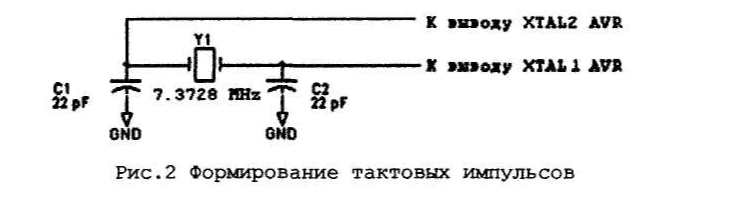 К выводу XTAL2 AVR
Y1
К выводу XTAL1 AVR
C1
22 pF
7.3728 MHz
C2
22 pF
GND
GND
Рис.2 Формирование тактовых импульсов